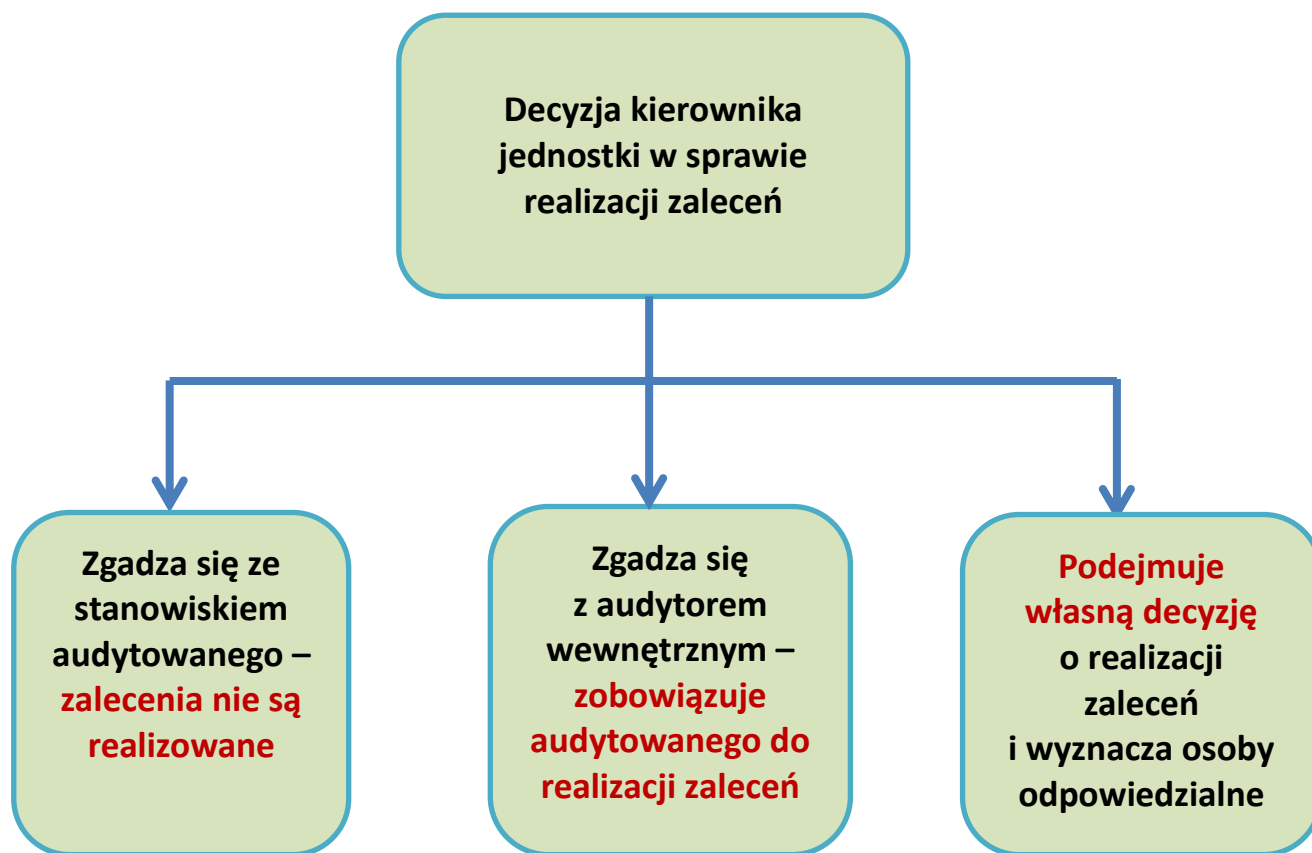 Decyzja kierownika
jednostki w sprawie
realizacji zaleceń
Zgadza się ze
stanowiskiem
audytowanego –
zalecenia nie są
realizowane
Zgadza się
z audytorem
wewnętrznym –
zobowiązuje
audytowanego do
realizacji zaleceń
Podejmuje
własną decyzję
o realizacji
zaleceń
i wyznacza osoby
odpowiedzialne